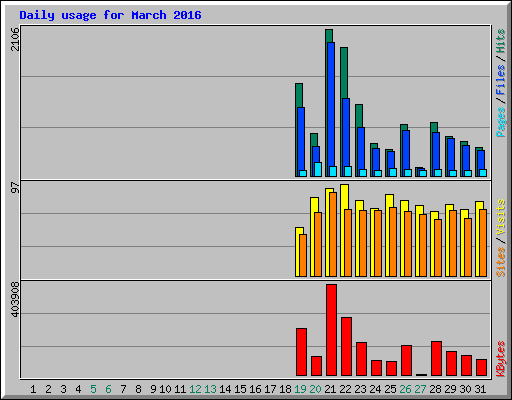 Daily usage for March 2016
2106
Pages / Files / Hits
97
Sites / Visits
403908
KBytes
1 2 3 4 5 6 7 8 9 10 11 12 13 14 15 16 17 18 19 20 21 22 23 24 25 26 27 28 29 30 31